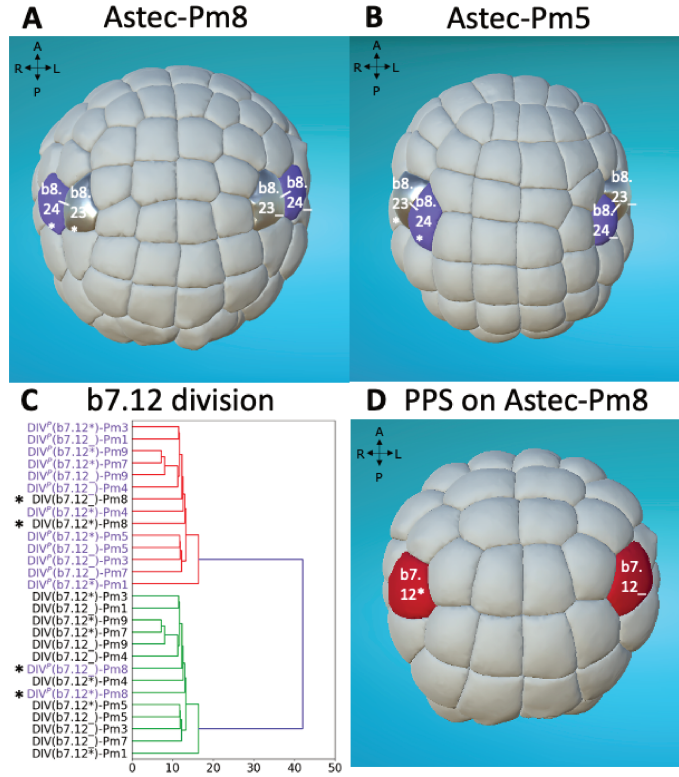 A Astec-Pm8
A
R L
P
b8.
24
*
b8.
23
*
b8.
23_
b8.
24_
B Astec-Pm5
A
R L
P
b8.
23
*
b8.
24
*
b8.
23_
b8.
24_
C b7.12 division
DIVᴾ(b7.12*)-Pm3
DIVᴾ(b7.12_)-Pm1
DIVᴾ(b7.12*)-Pm9
DIVᴾ(b7.12*)-Pm7
DIVᴾ(b7.12_)-Pm9
DIVᴾ(b7.12_)-Pm4
* DIV(b7.12_)-Pm8
DIVᴾ(b7.12*)-Pm4
* DIV(b7.12*)-Pm8
DIVᴾ(b7.12*)-Pm5
DIVᴾ(b7.12_)-Pm5
DIVᴾ(b7.12_)-Pm3
DIVᴾ(b7.12_)-Pm7
DIVᴾ(b7.12*)-Pm1
DIV(b7.12*)-Pm3
DIV(b7.12_)-Pm1
DIV(b7.12*)-Pm9
DIV(b7.12*)-Pm7
DIV(b7.12_)-Pm9
DIV(b7.12_)-Pm4
* DIVᴾ(b7.12_)-Pm8
DIV(b7.12*)-Pm4
* DIVᴾ(b7.12*)-Pm8
DIV(b7.12*)-Pm5
DIV(b7.12_)-Pm5
DIV(b7.12_)-Pm3
DIV(b7.12_)-Pm7
DIV(b7.12*)-Pm1
0 10 20 30 40 50
D PPS on Astec-Pm8
A
R L
P
b7.
12*
b7.
12_